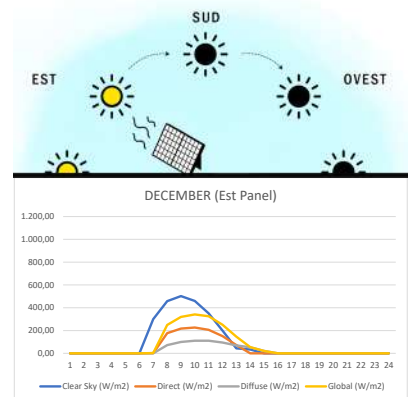 SUD
EST
OVEST
DECEMBER (Est Panel)
1.200,00
1.000,00
800,00
600,00
400,00
200,00
0,00
1 2 3 4 5 6 7 8 9 10 11 12 13 14 15 16 17 18 19 20 21 22 23 24
Clear Sky (W/m2) Direct (W/m2) Diffuse (W/m2) Global (W/m2)